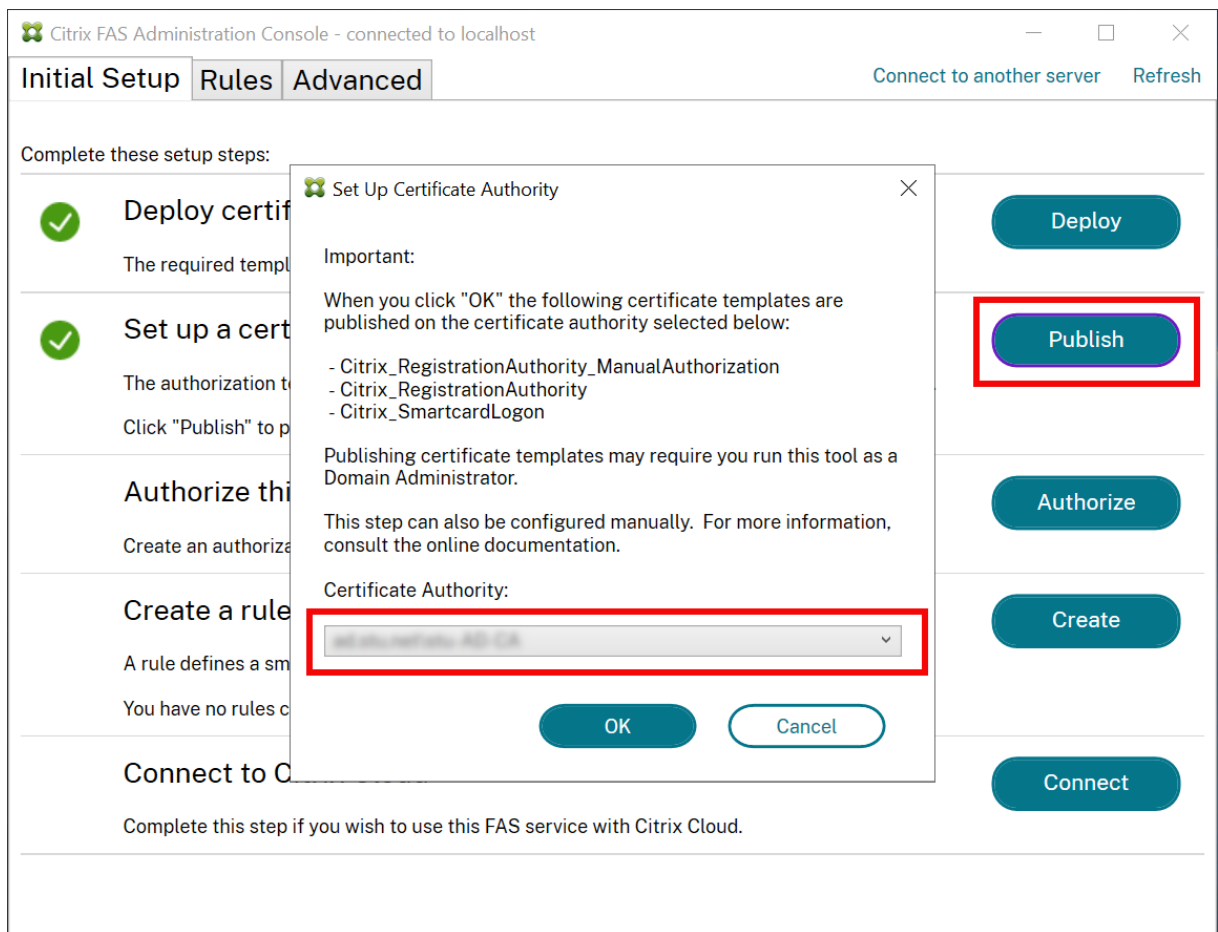 Citrix FAS Administration Console - connected to localhost
Initial Setup Rules Advanced Connect to another server Refresh
Complete these setup steps:
Deploy certif
Deploy
The required templ
Set up a cert
Publish
The authorization t
Click "Publish" to p
Authorize thi
Authorize
Create an authoriza
Create a rule
Create
A rule defines a sm
You have no rules c
Connect to C
Connect
Complete this step if you wish to use this FAS service with Citrix Cloud.
Set Up Certificate Authority
Important:
When you click "OK" the following certificate templates are
published on the certificate authority selected below:
- Citrix_RegistrationAuthority_ManualAuthorization
- Citrix_RegistrationAuthority
- Citrix_SmartcardLogon
Publishing certificate templates may require you run this tool as a
Domain Administrator.
This step can also be configured manually. For more information,
consult the online documentation.
Certificate Authority:
OK Cancel